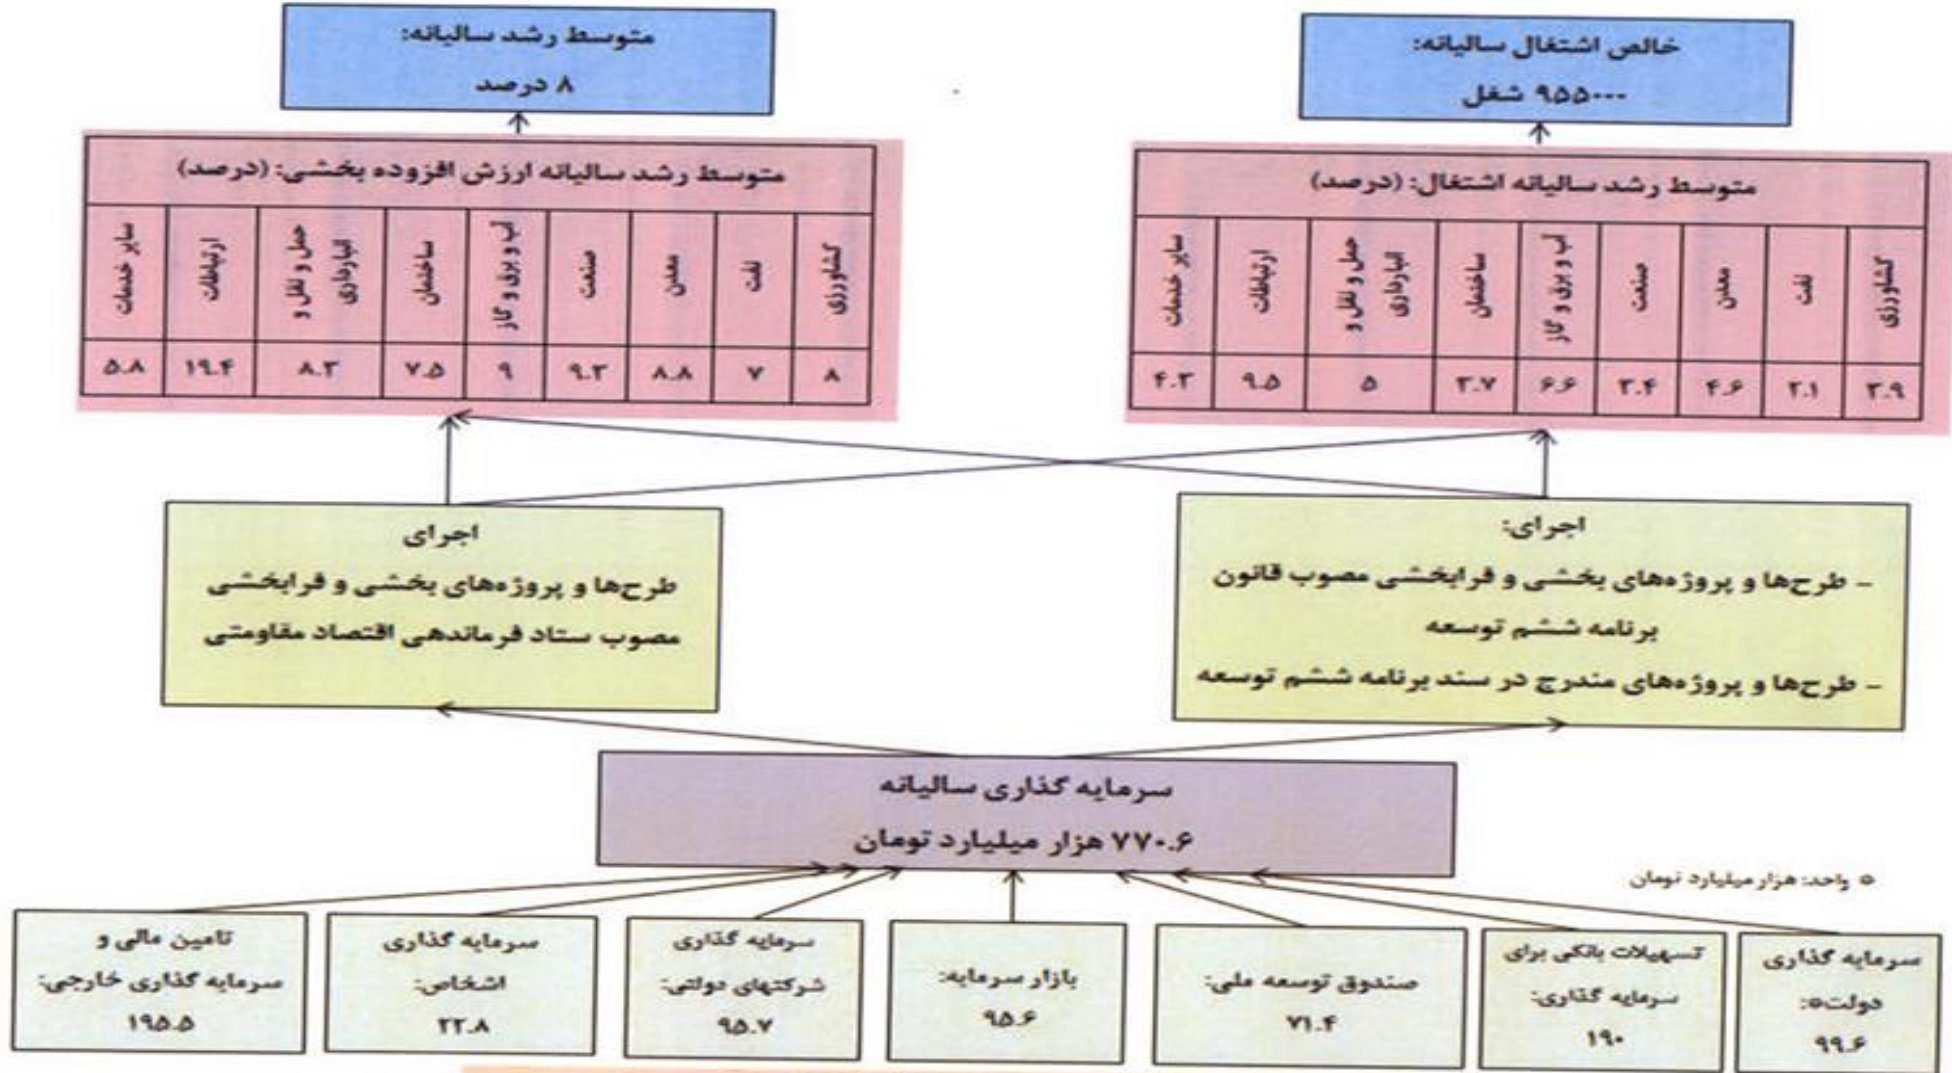 خالص اشتغال سالیانه:
۹۵۵۰۰۰ شغل
متوسط رشد سالیانه:
۸ درصد
متوسط رشد سالیانه اشتغال: (درصد)
کشاورزی
نفت
معدن
صنعت
آب و برق و گاز
ساختمان
حمل و نقل و
انبارداری
ارتباطات
سایر خدمات
۳.۹ ۲.۱ ۴.۶ ۳.۴ ۶.۶ ۳.۷ ۵ ۹.۵ ۴.۳
متوسط رشد سالیانه ارزش افزوده بخشی: (درصد)
کشاورزی
نفت
معدن
صنعت
آب و برق و گاز
ساختمان
حمل و نقل و
انبارداری
ارتباطات
سایر خدمات
۸ ۷ ۸.۸ ۹.۳ ۹ ۷.۵ ۸.۳ ۱۹.۴ ۵.۸
اجرای:
- طرح‌ها و پروژه‌های بخشی و فرابخشی مصوب قانون
برنامه ششم توسعه
- طرح‌ها و پروژه‌های مندرج در سند برنامه ششم توسعه
اجرای
طرح‌ها و پروژه‌های بخشی و فرابخشی
مصوب ستاد فرماندهی اقتصاد مقاومتی
سرمایه گذاری سالیانه
۷۷۰.۶ هزار میلیارد تومان
¤ واحد: هزار میلیارد تومان
سرمایه گذاری
دولت¤:
۹۹.۶
تسهیلات بانکی برای
سرمایه گذاری:
۱۹۰
صندوق توسعه ملی:
۷۱.۴
بازار سرمایه:
۹۵.۶
سرمایه گذاری
شرکتهای دولتی:
۹۵.۷
سرمایه گذاری
اشخاص:
۲۲.۸
تامین مالی و
سرمایه گذاری خارجی:
۱۹۵.۵